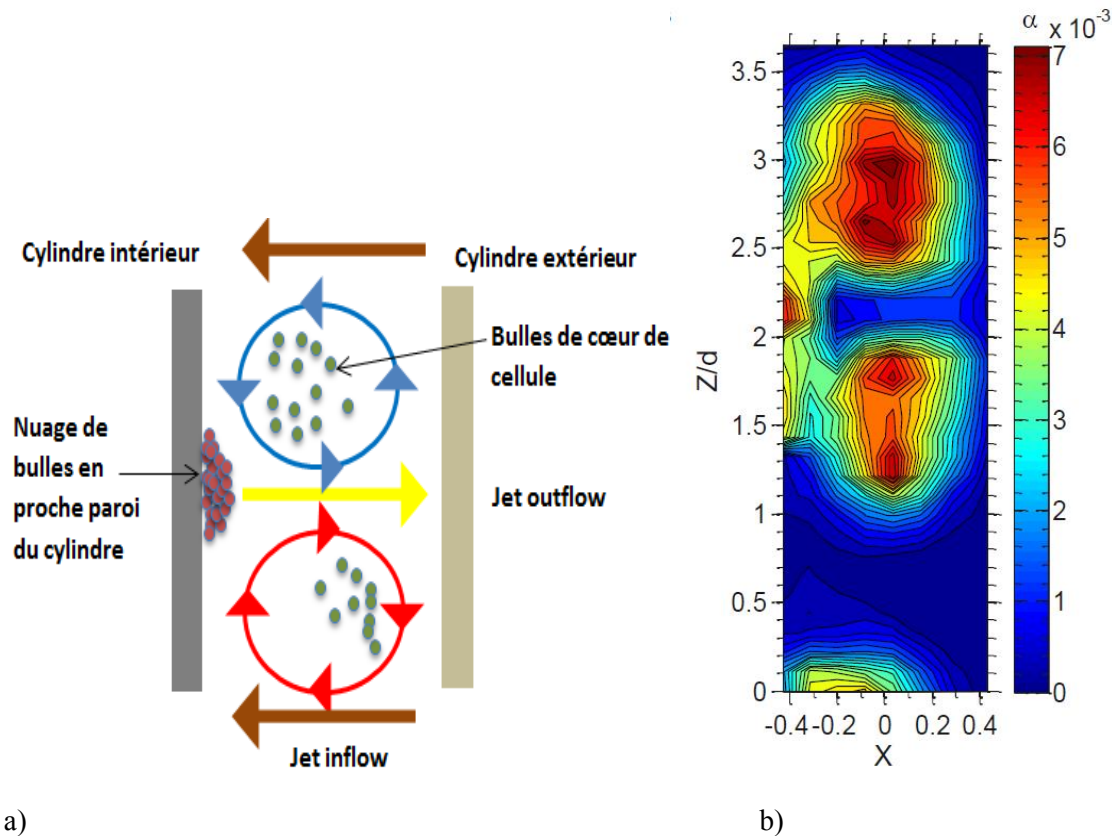 Cylindre intérieur
Cylindre extérieur
Bulles de cœur de
cellule
Nuage de
bulles en
proche paroi
du cylindre
Jet outflow
Jet inflow
a)
α x 10⁻³
3.5
3
2.5
2
1.5
1
0.5
0
Z/d
-0.4 -0.2 0 0.2 0.4
X
7
6
5
4
3
2
1
0
b)